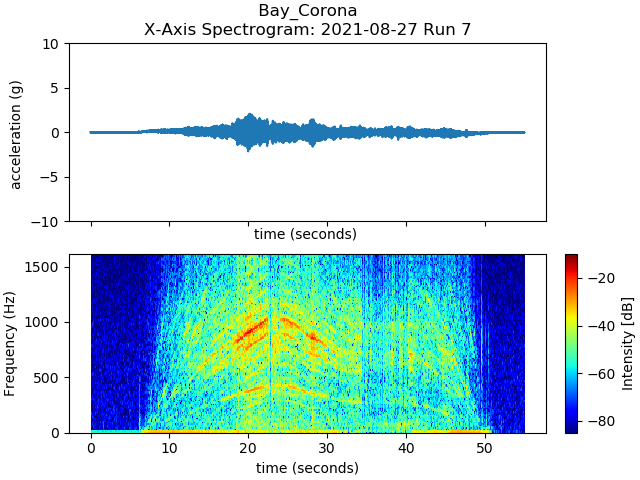 Bay_Corona
X-Axis Spectrogram: 2021-08-27 Run 7
10
5
0
−5
−10
acceleration (g)
time (seconds)
1500
1000
500
0
Frequency (Hz)
0 10 20 30 40 50
time (seconds)
−20
−40
−60
−80
Intensity [dB]